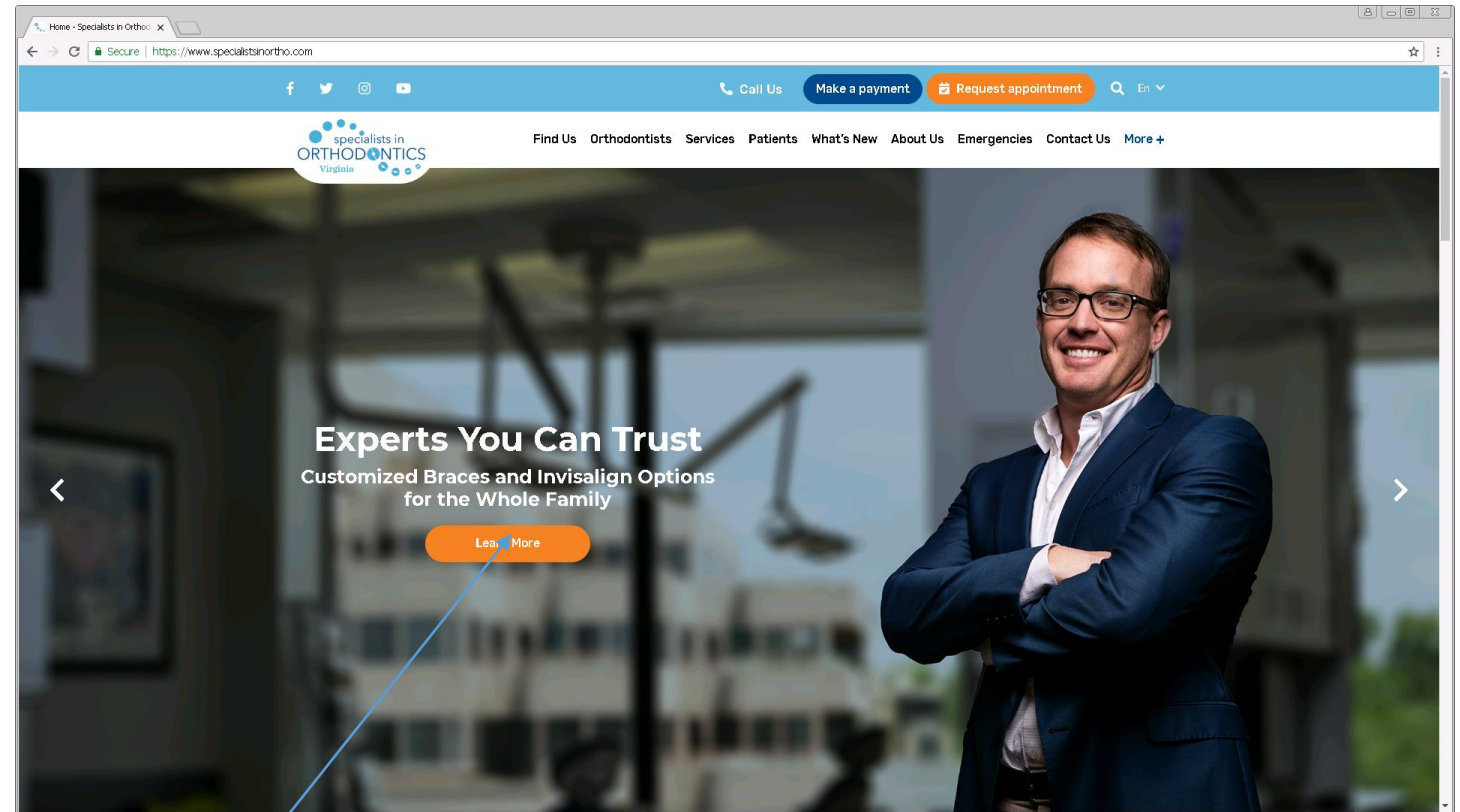 Home - Specialists in Orthod
Secure | https://www.specialistsinortho.com
Call Us
Make a payment
Request appointment
En
specialists in
ORTHODONTICS
Virginia
Find Us Orthodontists Services Patients What's New About Us Emergencies Contact Us More +
Experts You Can Trust
Customized Braces and Invisalign Options
for the Whole Family
Learn More